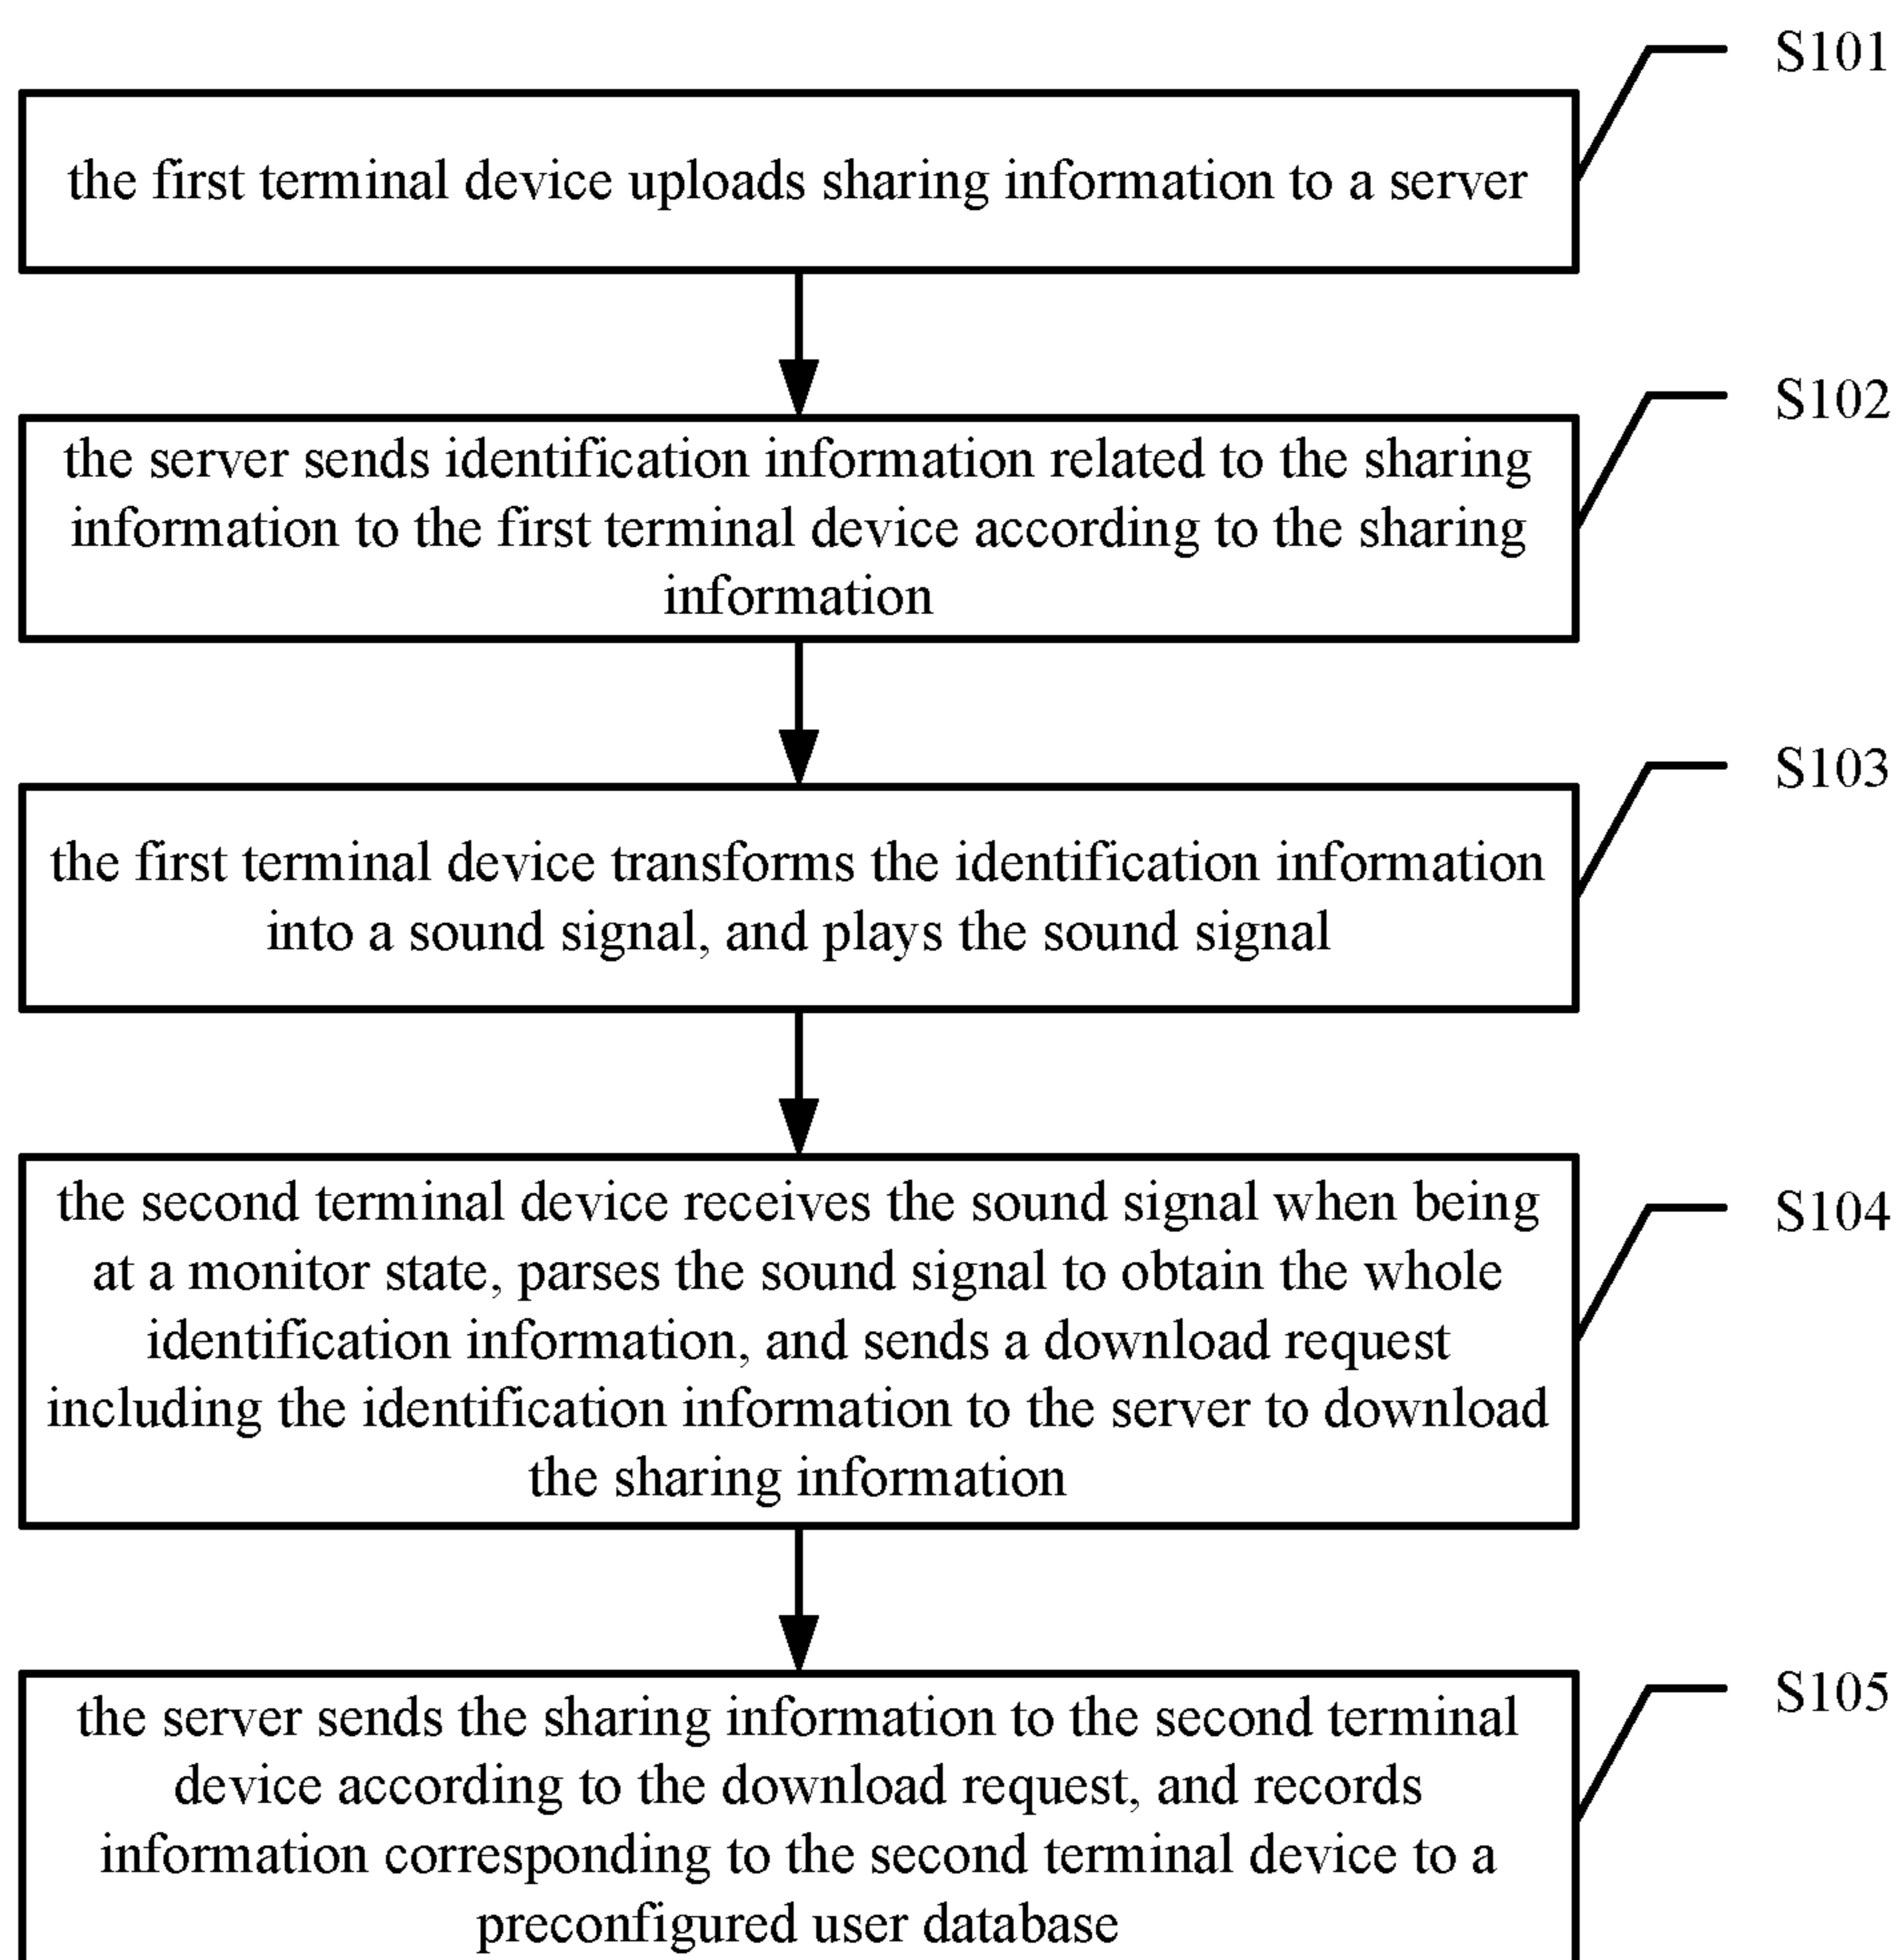 S101
the first terminal device uploads sharing information to a server
S102
the server sends identification information related to the sharing
information to the first terminal device according to the sharing
information
S103
the first terminal device transforms the identification information
into a sound signal, and plays the sound signal
S104
the second terminal device receives the sound signal when being
at a monitor state, parses the sound signal to obtain the whole
identification information, and sends a download request
including the identification information to the server to download
the sharing information
S105
the server sends the sharing information to the second terminal
device according to the download request, and records
information corresponding to the second terminal device to a
preconfigured user database